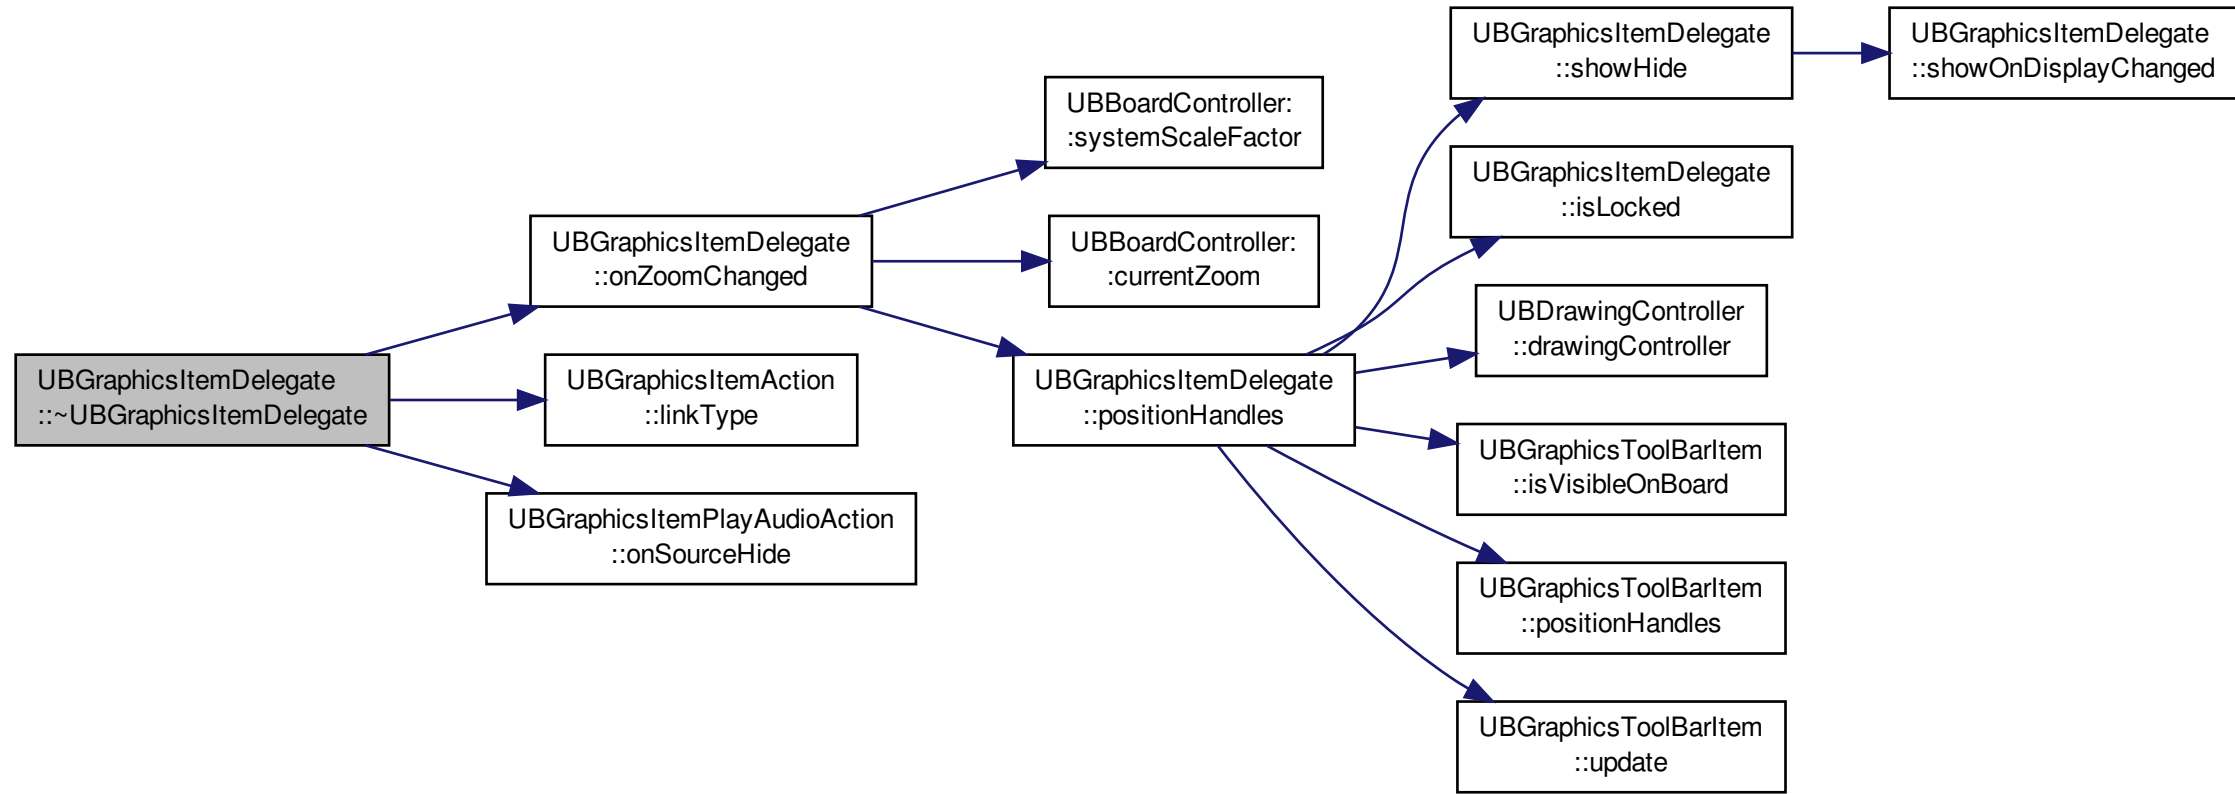 UBGraphicsItemDelegate
::~UBGraphicsItemDelegate
UBGraphicsItemDelegate
::onZoomChanged
UBGraphicsItemAction
::linkType
UBGraphicsItemPlayAudioAction
::onSourceHide
UBBoardController:
:systemScaleFactor
UBBoardController:
:currentZoom
UBGraphicsItemDelegate
::positionHandles
UBGraphicsItemDelegate
::showHide
UBGraphicsItemDelegate
::isLocked
UBDrawingController
::drawingController
UBGraphicsToolBarItem
::isVisibleOnBoard
UBGraphicsToolBarItem
::positionHandles
UBGraphicsToolBarItem
::update
UBGraphicsItemDelegate
::showOnDisplayChanged